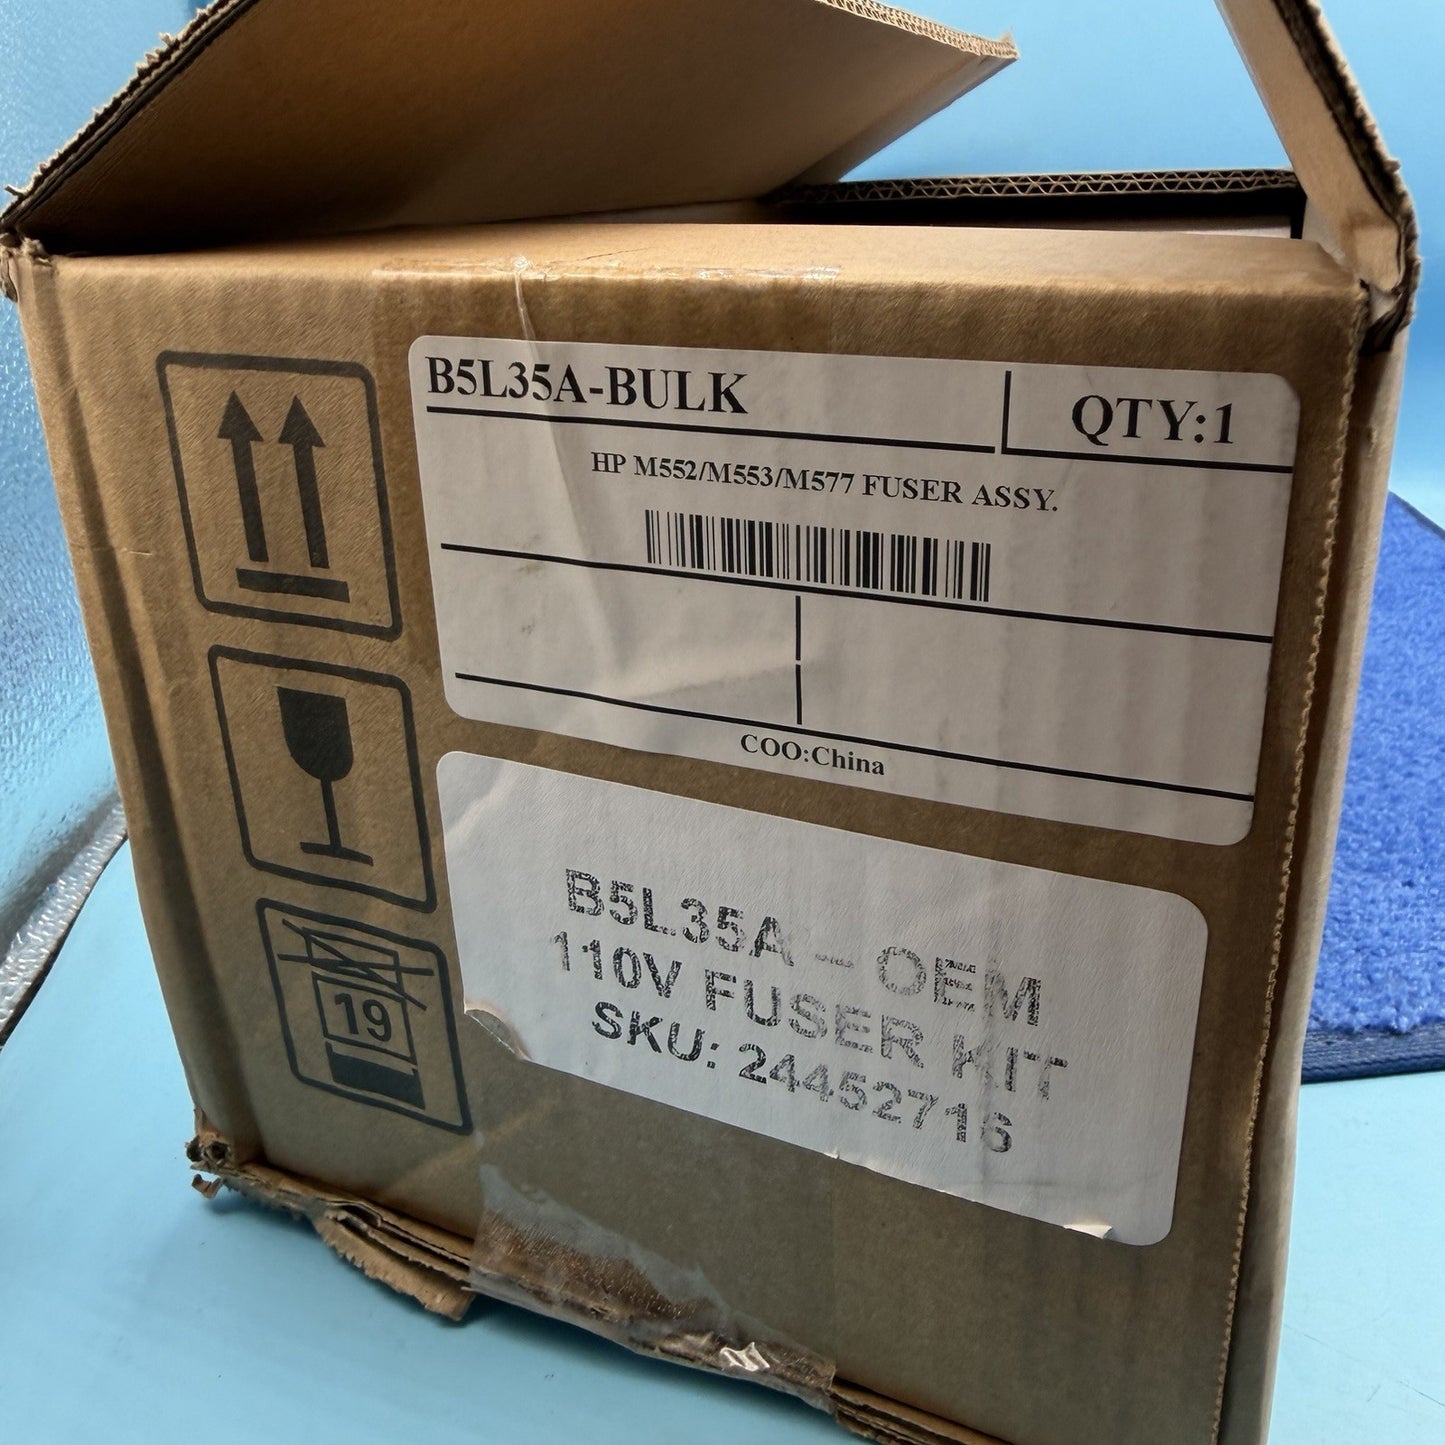 B5L35A-BULK
QTY:1
HP M552/M553/M577 FUSER ASSY.
COO:China
19
B5L35A - OEM
110V FUSER KIT
SKU: 24452716